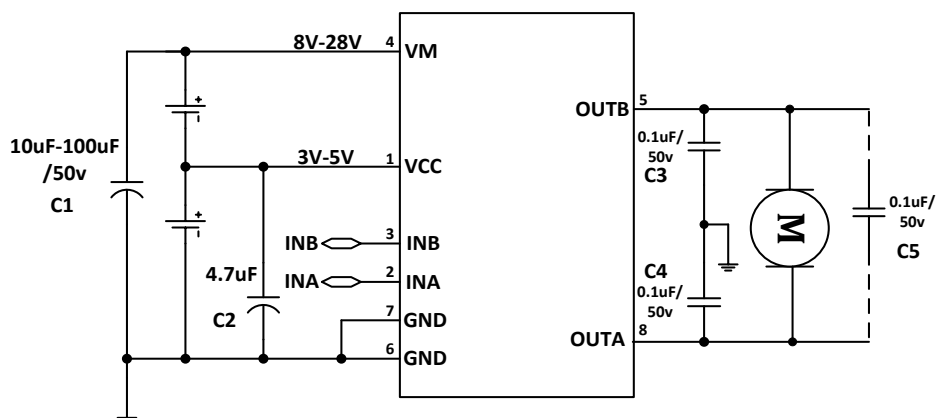 8V-28V
4
VM
OUTB
5
10uF-100uF
/50v
C1
0.1uF/
50v
C3
3V-5V
1
VCC
M
0.1uF/
50v
C5
INB
3
INB
INA
2
INA
4.7uF
C2
C4
0.1uF/
50v
7
GND
6
GND
OUTA
8